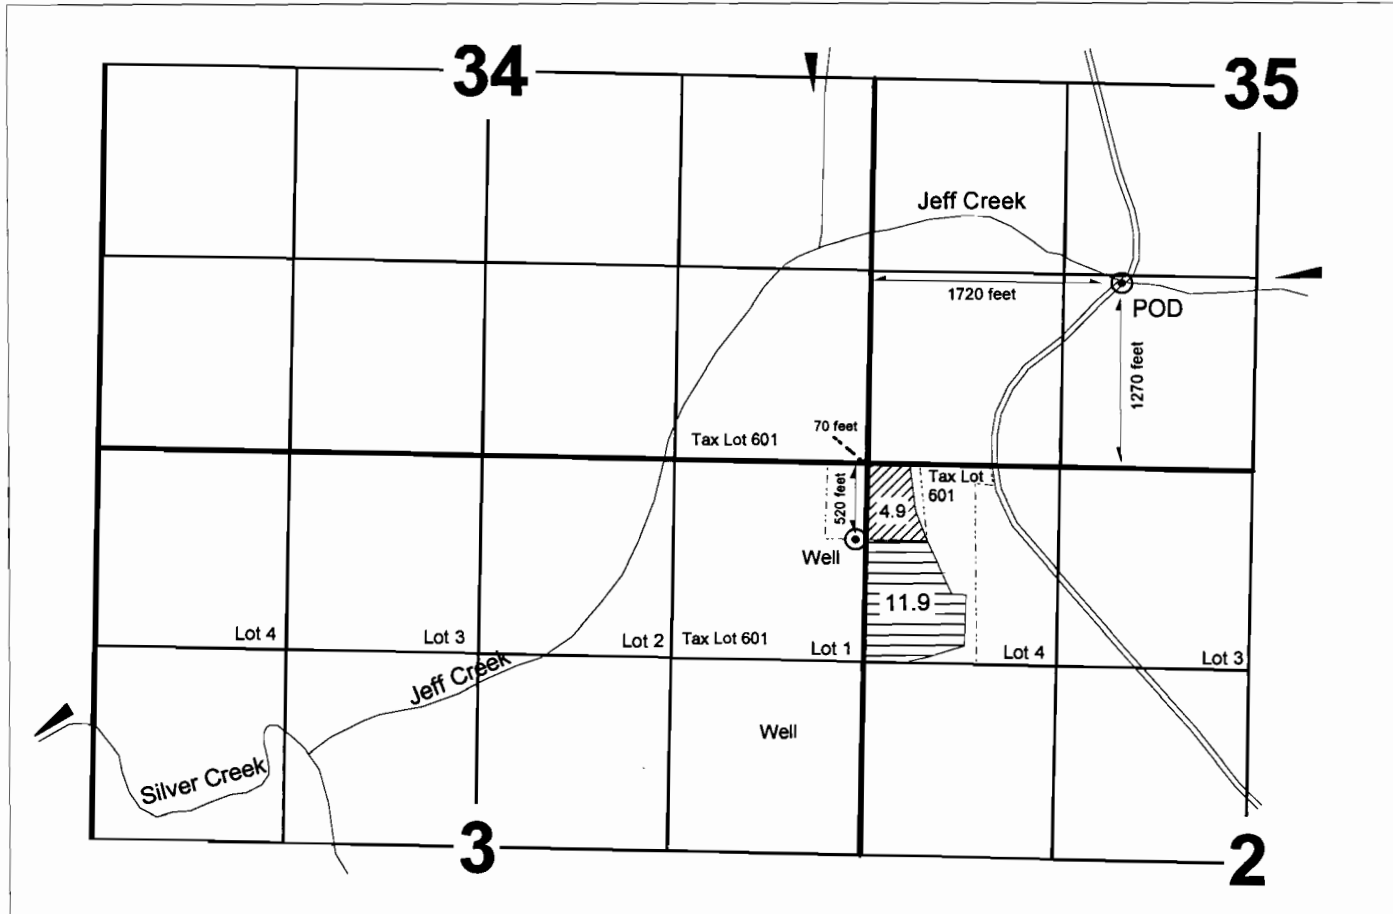 34
35
Jeff Creek
1720 feet
POD
1270 feet
70 feet
Tax Lot 601
520 feet
4.9
Tax Lot
601
Well
11.9
Lot 4
Lot 3
Lot 2
Tax Lot 601
Lot 1
Lot 4
Lot 3
Jeff Creek
Well
Silver Creek
3
2